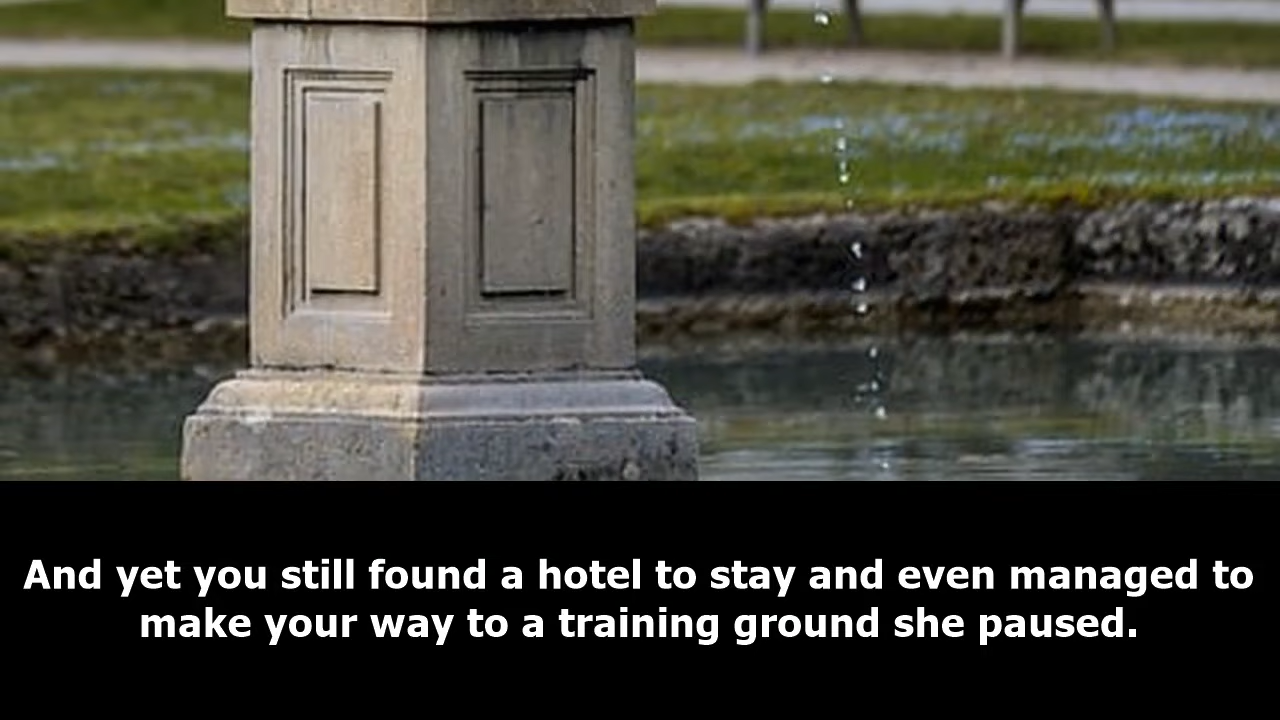 And yet you still found a hotel to stay and even managed to
make your way to a training ground she paused.